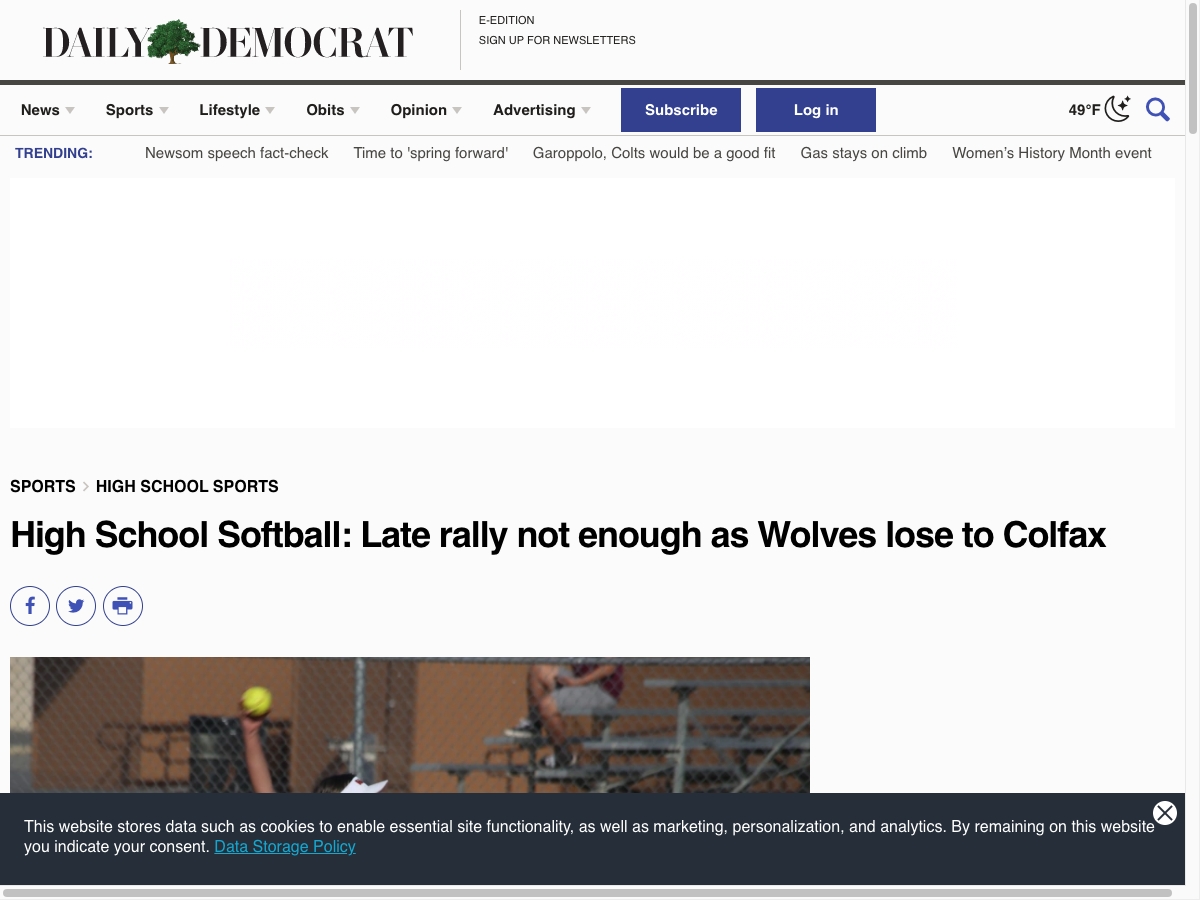 DAILY DEMOCRAT
E-EDITION
SIGN UP FOR NEWSLETTERS
News Sports Lifestyle Obits Opinion Advertising Subscribe Log in 49°F
TRENDING: Newsom speech fact-check Time to 'spring forward' Garoppolo, Colts would be a good fit Gas stays on climb Women’s History Month event
SPORTS > HIGH SCHOOL SPORTS
High School Softball: Late rally not enough as Wolves lose to Colfax
This website stores data such as cookies to enable essential site functionality, as well as marketing, personalization, and analytics. By remaining on this website
you indicate your consent. Data Storage Policy